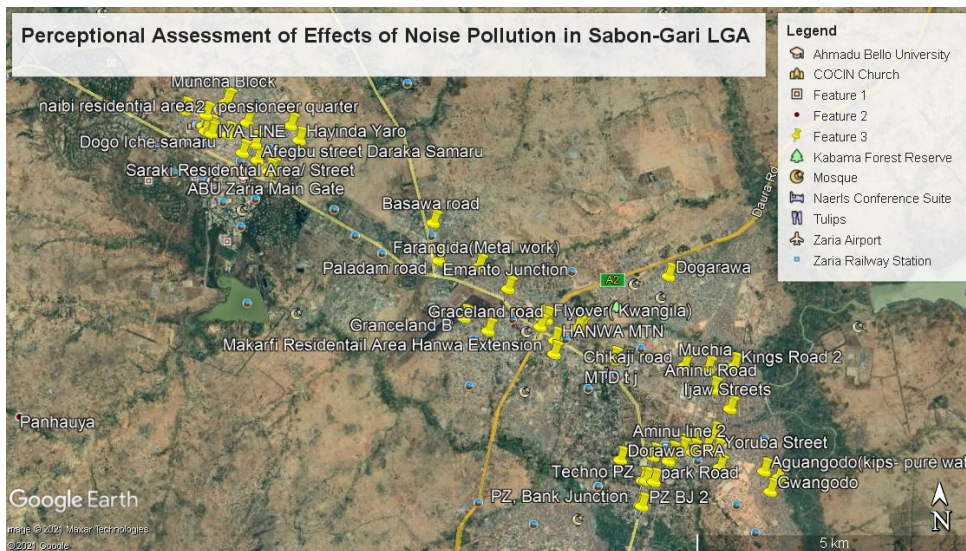 Perceptional Assessment of Effects of Noise Pollution in Sabon-Gari LGA
Legend
Ahmadu Bello University
COCIN Church
Feature 1
Feature 2
Feature 3
Kabama Forest Reserve
Mosque
Naerls Conference Suite
Tulips
Zaria Airport
Zaria Railway Station
Muncha Block
naibi residential area2
pensioneer quarter
IYA LINE
Hayinda Yaro
Dogo Iche.samaru
Afegbu street Daraka Samaru
Saraki Residential Area/ Street
ABU Zaria Main Gate
Daura Ro
Basawa road
Farangida(Metal work)
Paladam road
Emanto Junction
Dogarawa
A2
Graceland road
Flyover( Kwangila)
Granceland B
HANWA MTN
Makarfi Residentail Area Hanwa Extension
Chikaji road
Muchia
Kings Road 2
MTD t j
Aminu Road
Ijaw Streets
Panhauya
Aminu line 2
Yoruba Street
Dorawa GRA
Techno PZ
park Road
Aguangodo(kips- pure wat
Gwangodo
PZ, Bank Junction
PZ BJ 2
Google Earth
Image © 2021 Maxar Technologies
© 2021 Google
N
5 km